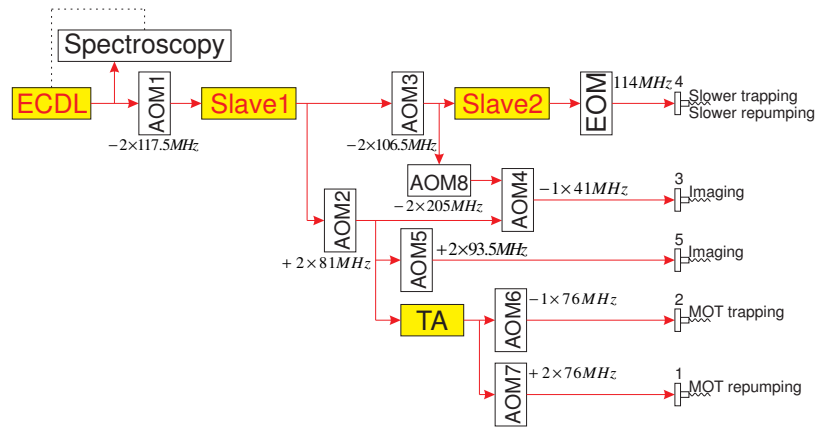 Spectroscopy
ECDL
AOM1
Slave1
AOM3
Slave2
EOM
114MHz
4
Slower trapping
Slower repumping
−2×117.5MHz
−2×106.5MHz
AOM8
AOM4
−1×41MHz
3
Imaging
−2×205MHz
AOM2
+2×81MHz
AOM5
+2×93.5MHz
5
Imaging
TA
AOM6
−1×76MHz
2
MOT trapping
AOM7
+2×76MHz
1
MOT repumping